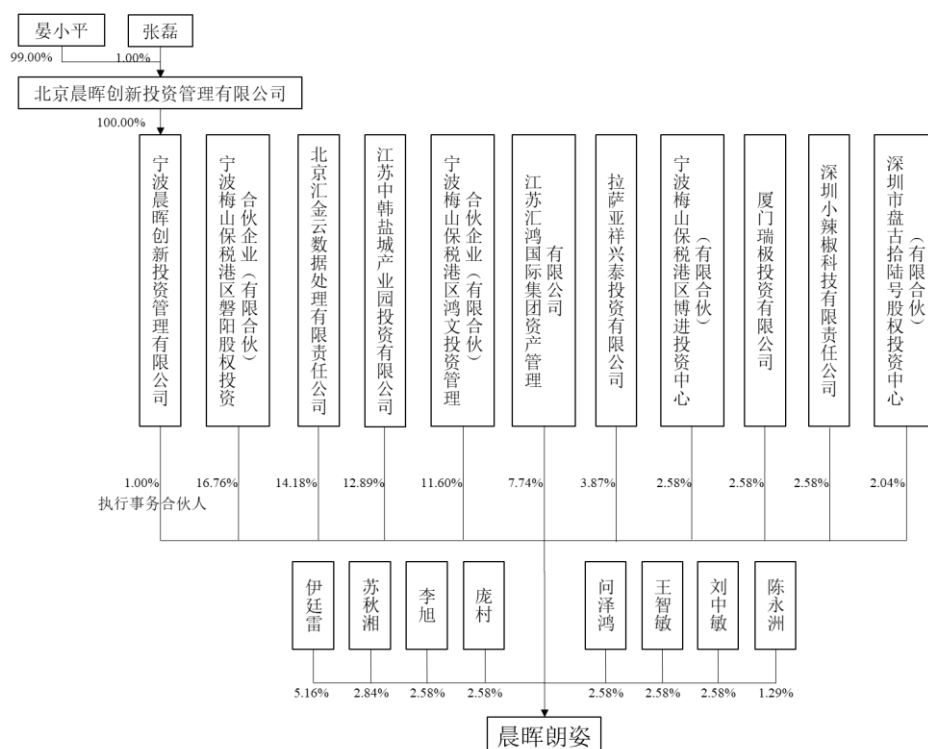 晏小平
张磊
99.00%
1.00%
北京晨晖创新投资管理有限公司
100.00%
宁波晨晖创新投资管理有限公司
宁波梅山保税港区磐阳股权投资
合伙企业（有限合伙）
北京汇金云数据处理有限责任公司
江苏中韩盐城产业园投资有限公司
宁波梅山保税港区鸿文投资管理
合伙企业（有限合伙）
江苏汇鸿国际集团资产管理
有限公司
拉萨亚祥兴泰投资有限公司
宁波梅山保税港区博进投资中心
（有限合伙）
厦门瑞极投资有限公司
深圳小辣椒科技有限责任公司
深圳市盘古拾陆号股权投资中心
（有限合伙）
1.00%
16.76%
14.18%
12.89%
11.60%
7.74%
3.87%
2.58%
2.58%
2.58%
2.04%
执行事务合伙人
伊廷雷
苏秋湘
李旭
庞村
问泽鸿
王智敏
刘中敏
陈永洲
5.16%
2.84%
2.58%
2.58%
2.58%
2.58%
2.58%
1.29%
晨晖朗姿